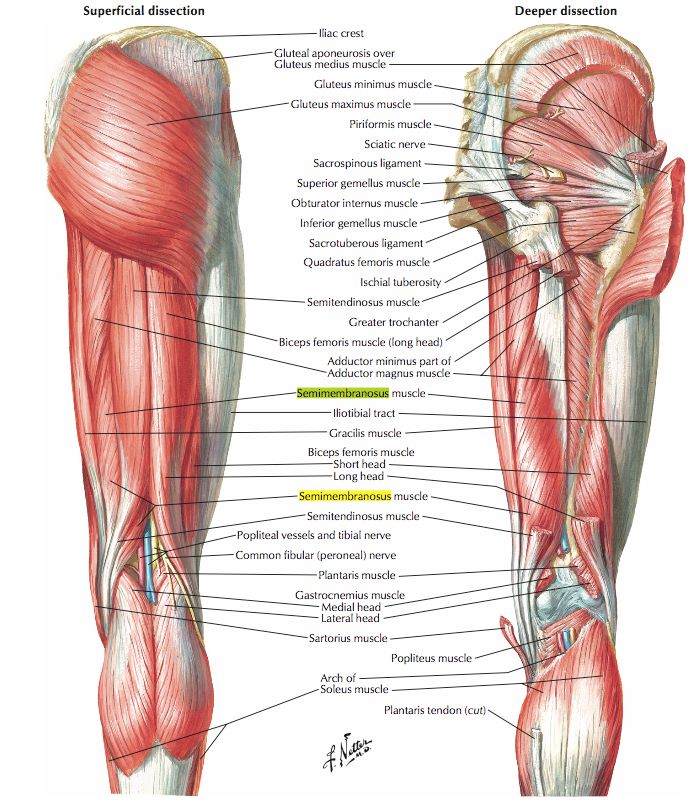 Superficial dissection
Deeper dissection
Iliac crest
Gluteal aponeurosis over
Gluteus medius muscle
Gluteus minimus muscle
Gluteus maximus muscle
Piriformis muscle
Sciatic nerve
Sacrospinous ligament
Superior gemellus muscle
Obturator internus muscle
Inferior gemellus muscle
Sacrotuberous ligament
Quadratus femoris muscle
Ischial tuberosity
Semitendinosus muscle
Greater trochanter
Biceps femoris muscle (long head)
Adductor minimus part of
Adductor magnus muscle
Semimembranosus muscle
Iliotibial tract
Gracilis muscle
Biceps femoris muscle
Short head
Long head
Semimembranosus muscle
Semitendinosus muscle
Popliteal vessels and tibial nerve
Common fibular (peroneal) nerve
Plantaris muscle
Gastrocnemius muscle
Medial head
Lateral head
Sartorius muscle
Popliteus muscle
Arch of
Soleus muscle
Plantaris tendon (cut)
F. Netter
M.D.